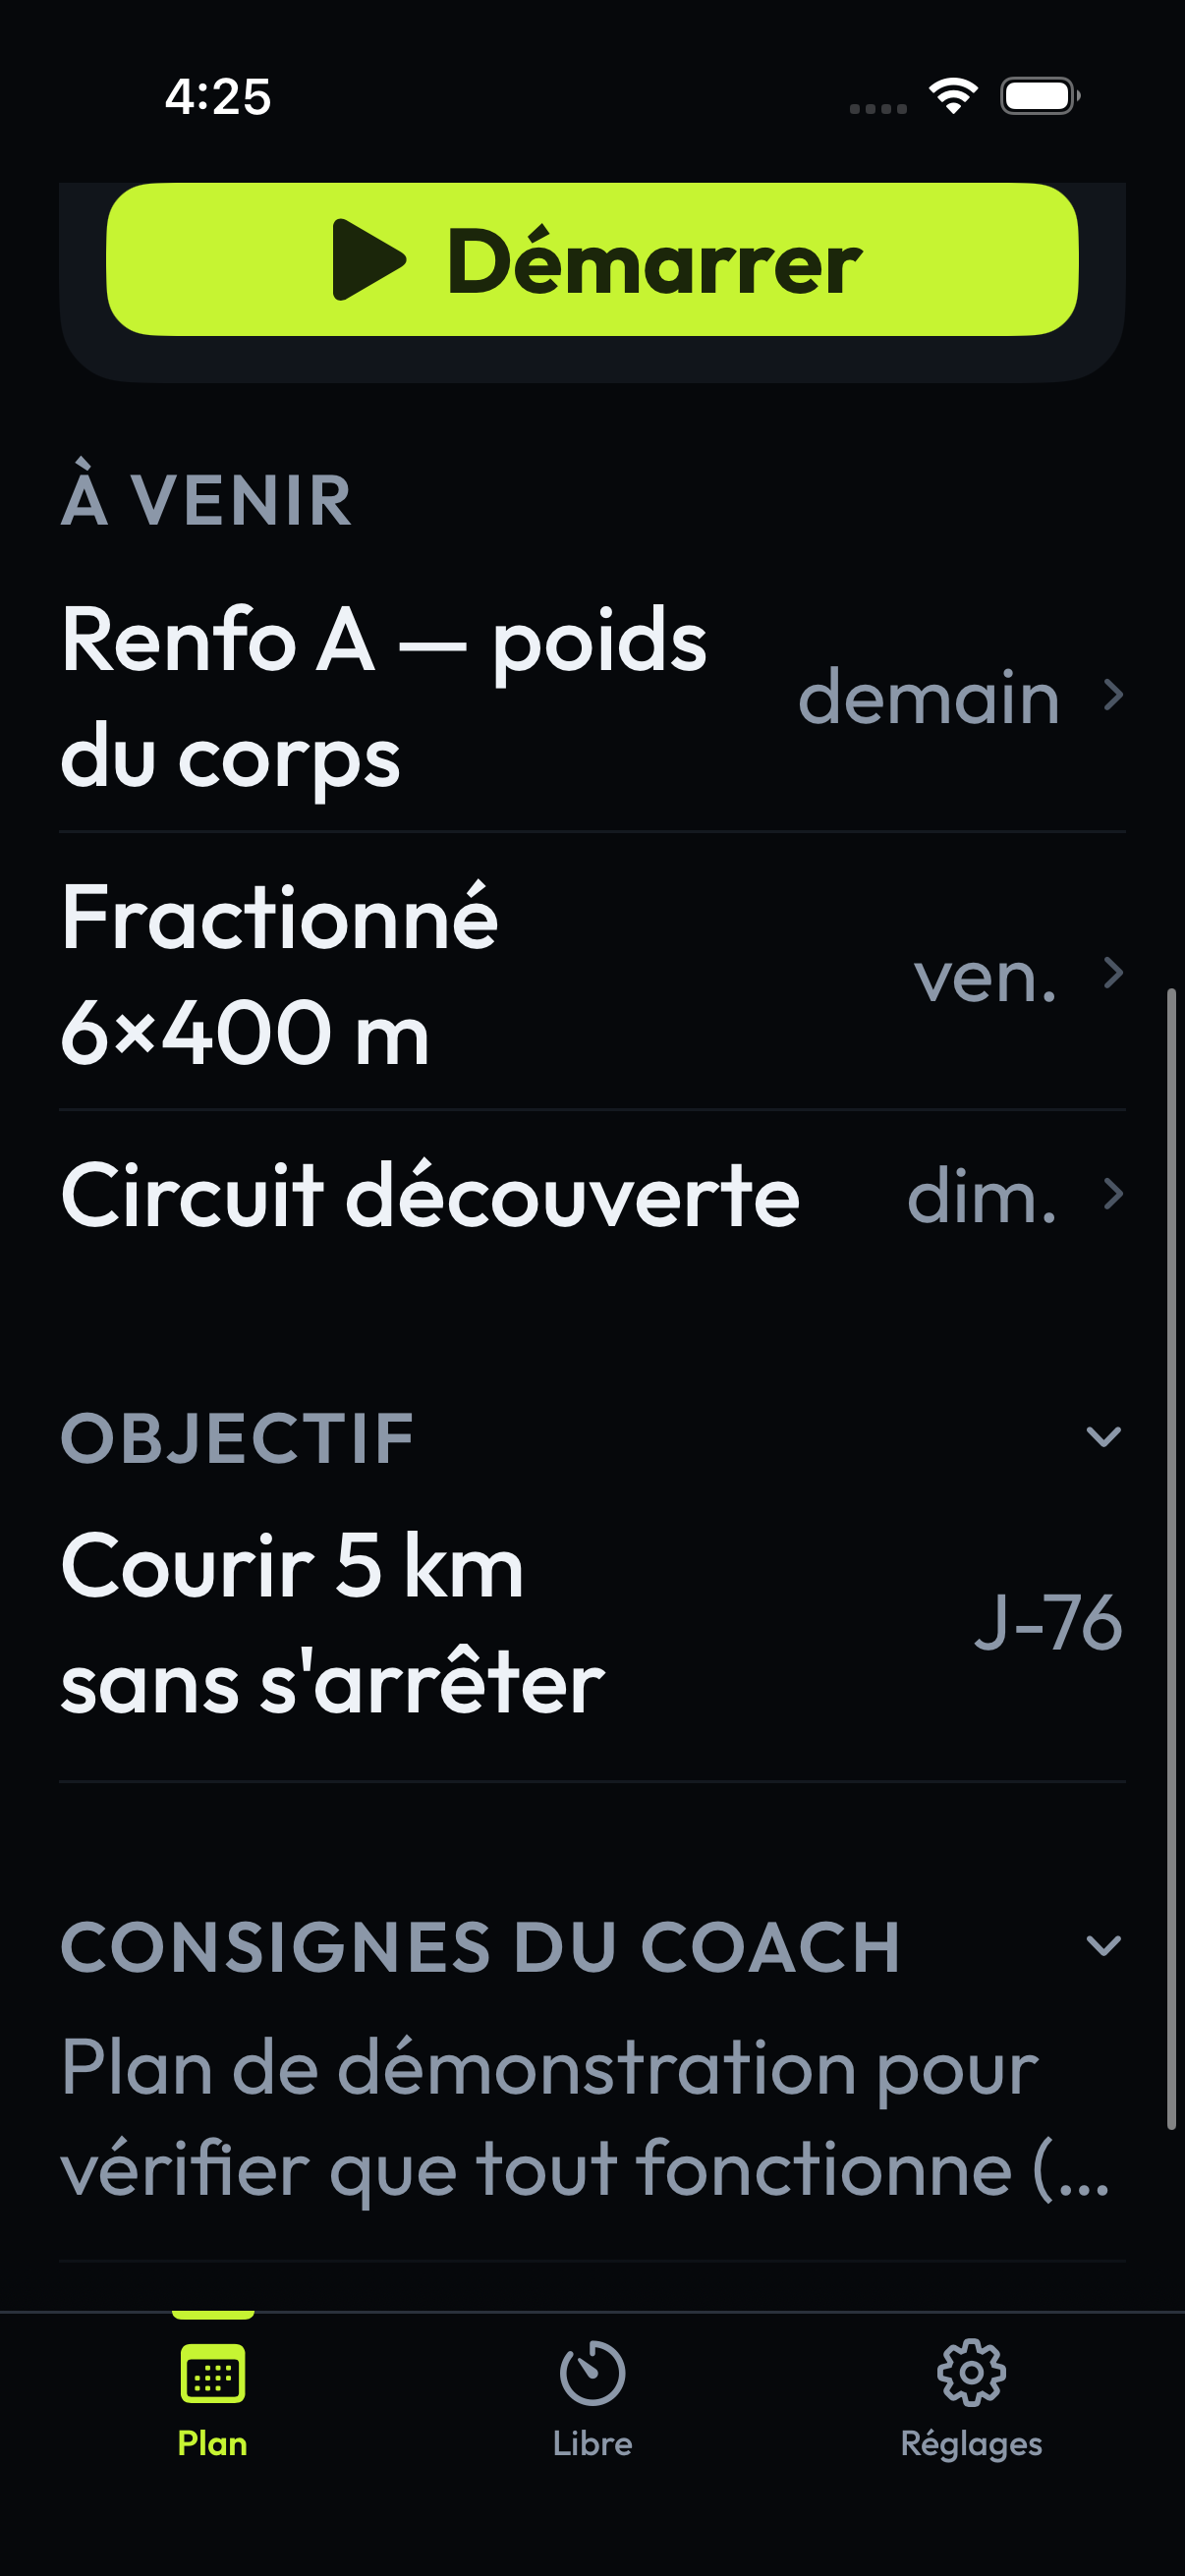 4:25
Démarrer
À VENIR
Renfo A — poids
du corps
demain
Fractionné
6×400 m
ven.
Circuit découverte
dim.
OBJECTIF
Courir 5 km
sans s'arrêter
J-76
CONSIGNES DU COACH
Plan de démonstration pour
vérifier que tout fonctionne (…
Plan
Libre
Réglages